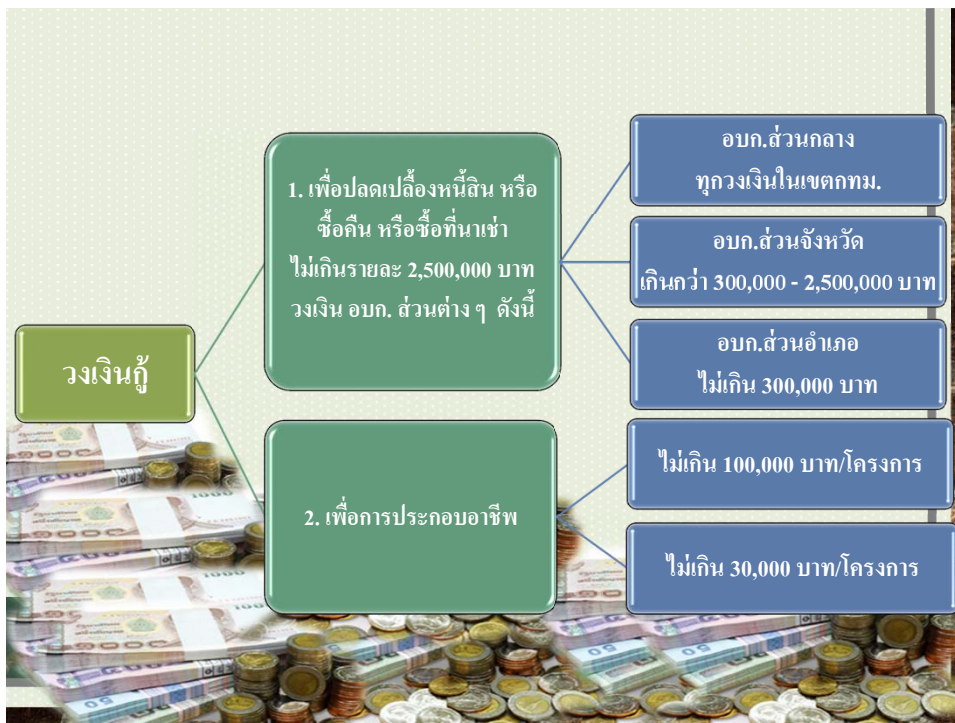 วงเงินกู้
1. เพื่อปลดเปลื้องหนี้สิน หรือ
ซื้อคืน หรือซื้อที่นาเช่า
ไม่เกินรายละ 2,500,000 บาท
วงเงิน อบก. ส่วนต่าง ๆ ดังนี้
อบก.ส่วนกลาง
ทุกวงเงินในเขตกทม.
อบก.ส่วนจังหวัด
เกินกว่า 300,000 - 2,500,000 บาท
อบก.ส่วนอำเภอ
ไม่เกิน 300,000 บาท
2. เพื่อการประกอบอาชีพ
ไม่เกิน 100,000 บาท/โครงการ
ไม่เกิน 30,000 บาท/โครงการ